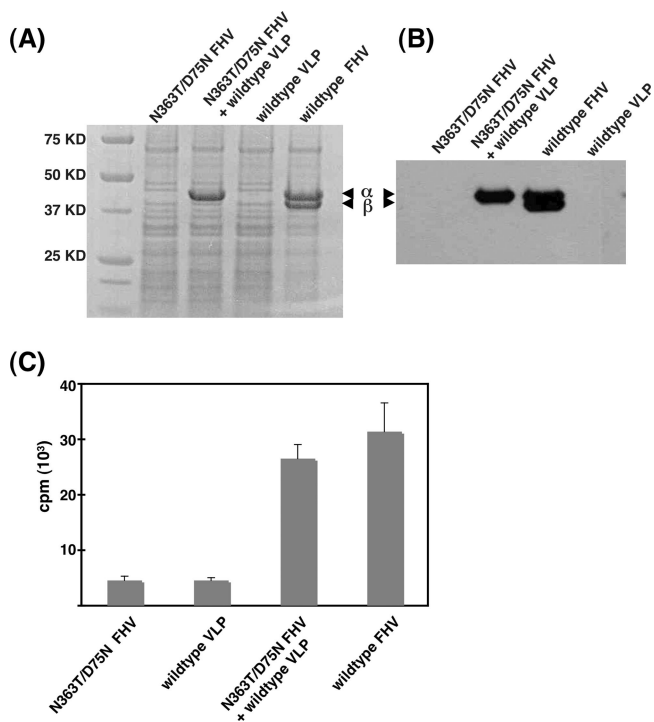 (A)
N363T/D75N FHV
N363T/D75N FHV
+ wildtype VLP
wildtype VLP
wildtype FHV
75 KD
50 KD
37 KD
25 KD
α
β
(B)
N363T/D75N FHV
N363T/D75N FHV
+ wildtype VLP
wildtype FHV
wildtype VLP
(C)
cpm (10³)
40
30
20
10
N363T/D75N FHV
wildtype VLP
N363T/D75N FHV
+ wildtype VLP
wildtype FHV